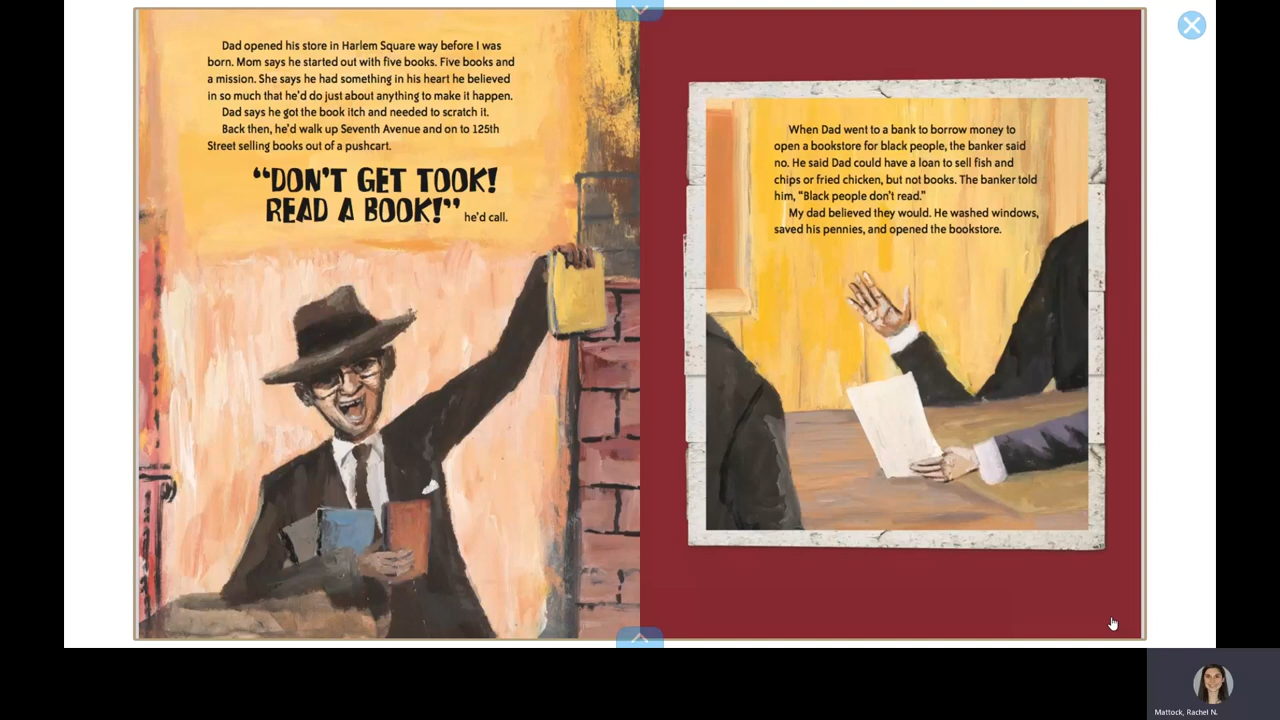 Dad opened his store in Harlem Square way before I was
born. Mom says he started out with five books. Five books and
a mission. She says he had something in his heart he believed
in so much that he'd do just about anything to make it happen.
Dad says he got the book itch and needed to scratch it.
Back then, he'd walk up Seventh Avenue and on to 125th
Street selling books out of a pushcart.
“DON'T GET TOOK!
READ A BOOK!” he'd call.
When Dad went to a bank to borrow money to
open a bookstore for black people, the banker said
no. He said Dad could have a loan to sell fish and
chips or fried chicken, but not books. The banker told
him, “Black people don't read.”
My dad believed they would. He washed windows,
saved his pennies, and opened the bookstore.
Mattock, Rachel N.